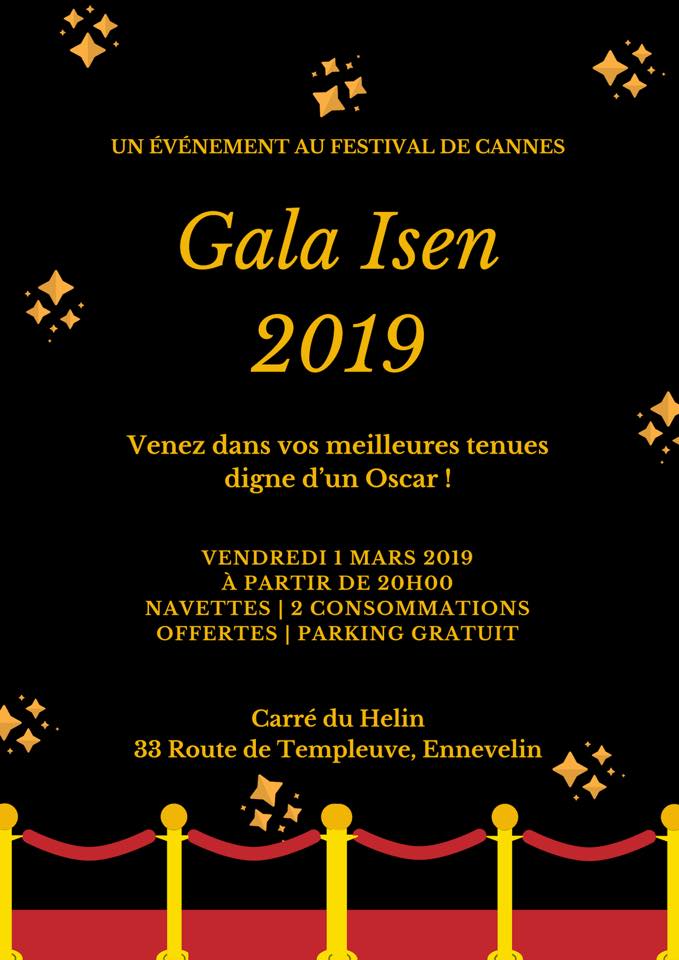 UN ÉVÉNEMENT AU FESTIVAL DE CANNES
Gala Isen
2019
Venez dans vos meilleures tenues
digne d’un Oscar !
VENDREDI 1 MARS 2019
À PARTIR DE 20H00
NAVETTES | 2 CONSOMMATIONS
OFFERTES | PARKING GRATUIT
Carré du Helin
33 Route de Templeuve, Ennevelin